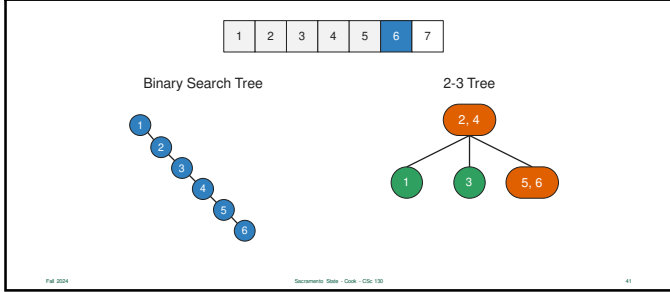 1 2 3 4 5 6 7
Binary Search Tree
2-3 Tree
1
2
3
4
5
6
2, 4
1 3 5, 6
Fall 2024
Sacramento State - Cook - CSc 130
41